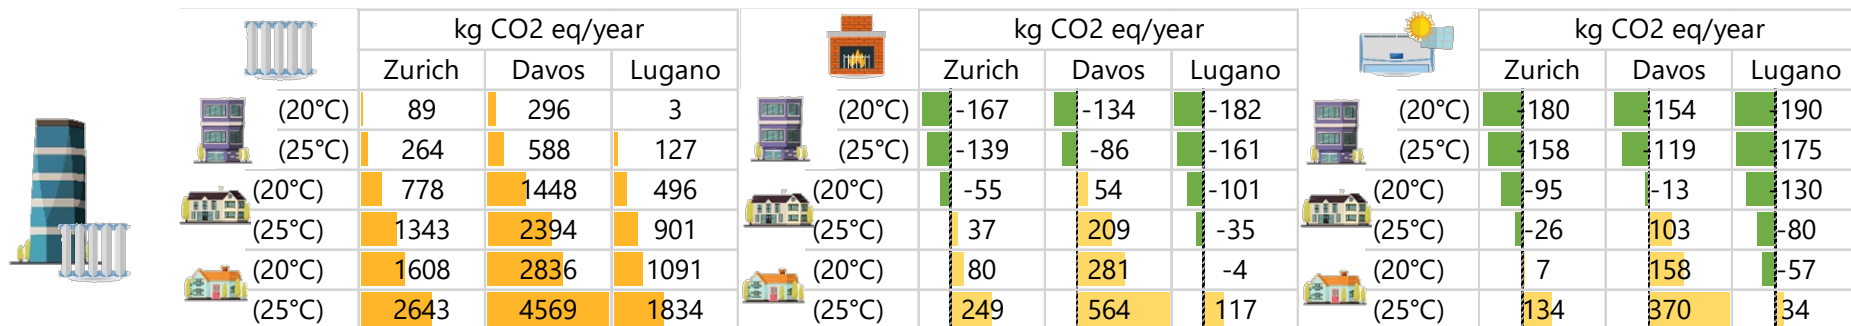 kg CO2 eq/year kg CO2 eq/year kg CO2 eq/year
Zurich Davos Lugano Zurich Davos Lugano Zurich Davos Lugano
(20°C) 89 296 3 (20°C) -167 -134 -182 (20°C) -180 -154 -190
(25°C) 264 588 127 (25°C) -139 -86 -161 (25°C) -158 -119 -175
(20°C) 778 1448 496 (20°C) -55 54 -101 (20°C) -95 -13 -130
(25°C) 1343 2394 901 (25°C) 37 209 -35 (25°C) -26 103 -80
(20°C) 1608 2836 1091 (20°C) 80 281 -4 (20°C) 7 158 -57
(25°C) 2643 4569 1834 (25°C) 249 564 117 (25°C) 134 370 34